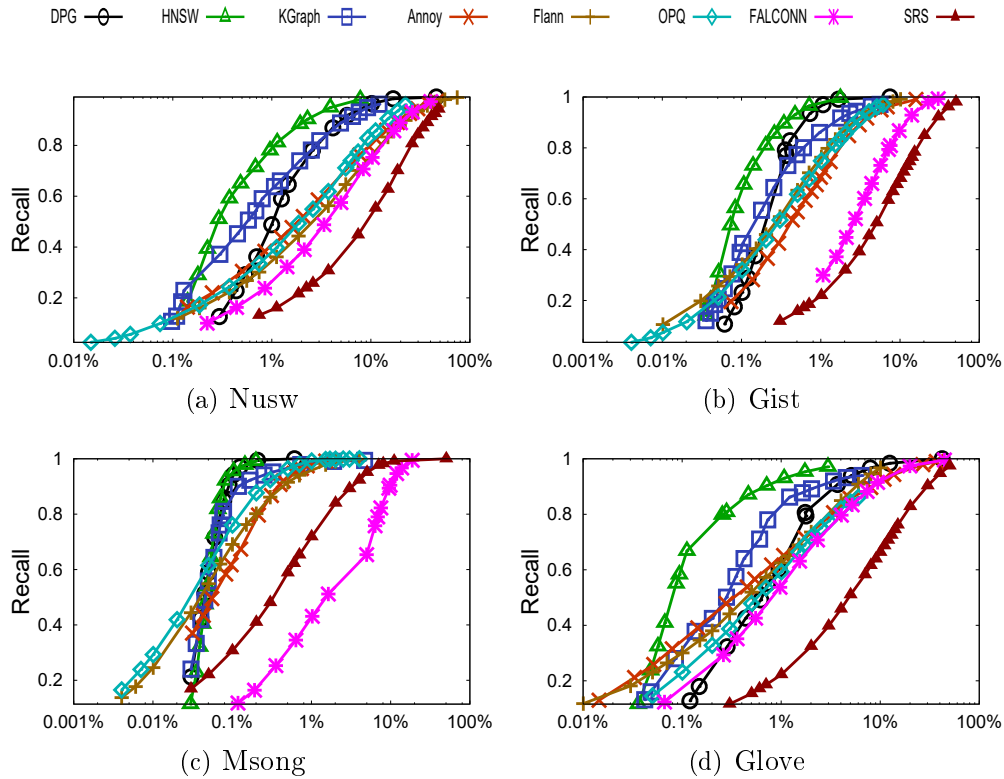 DPG HNSW KGraph Annoy Flann OPQ FALCONN SRS
Recall
1
0.8
0.6
0.4
0.2
0.01% 0.1% 1% 10% 100%
(a) Nusw
Recall
1
0.8
0.6
0.4
0.2
0.001% 0.1% 1% 10% 100%
(b) Gist
Recall
1
0.8
0.6
0.4
0.2
0.001% 0.01% 0.1% 1% 10% 100%
(c) Msong
Recall
1
0.8
0.6
0.4
0.2
0.01% 0.1% 1% 10% 100%
(d) Glove